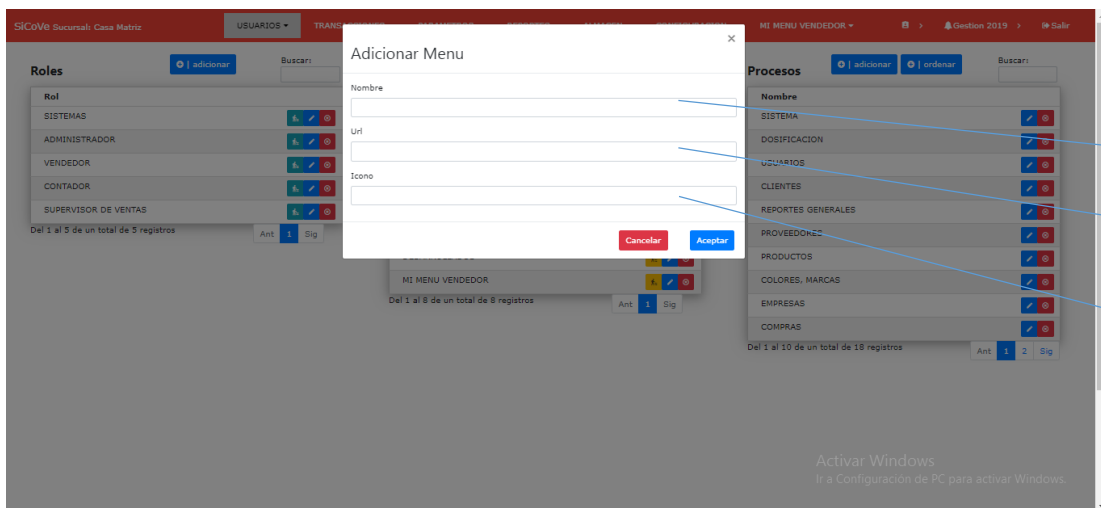 SiCoVe Sucursal: Casa Matriz
USUARIOS
MI MENU VENDEDOR
Gestion 2019
Salir
Adicionar Menu
×
Nombre
Url
Icono
Cancelar
Aceptar
Roles
| adicionar
Buscar:
Rol
SISTEMAS
ADMINISTRADOR
VENDEDOR
CONTADOR
SUPERVISOR DE VENTAS
Del 1 al 5 de un total de 5 registros
Ant 1 Sig
MI MENU VENDEDOR
Del 1 al 8 de un total de 8 registros
Ant 1 Sig
Procesos
| adicionar
| ordenar
Buscar:
Nombre
SISTEMA
DOSIFICACION
USUARIOS
CLIENTES
REPORTES GENERALES
PROVEEDORES
PRODUCTOS
COLORES, MARCAS
EMPRESAS
COMPRAS
Del 1 al 10 de un total de 18 registros
Ant 1 2 Sig
Activar Windows
Ir a Configuración de PC para activar Windows.